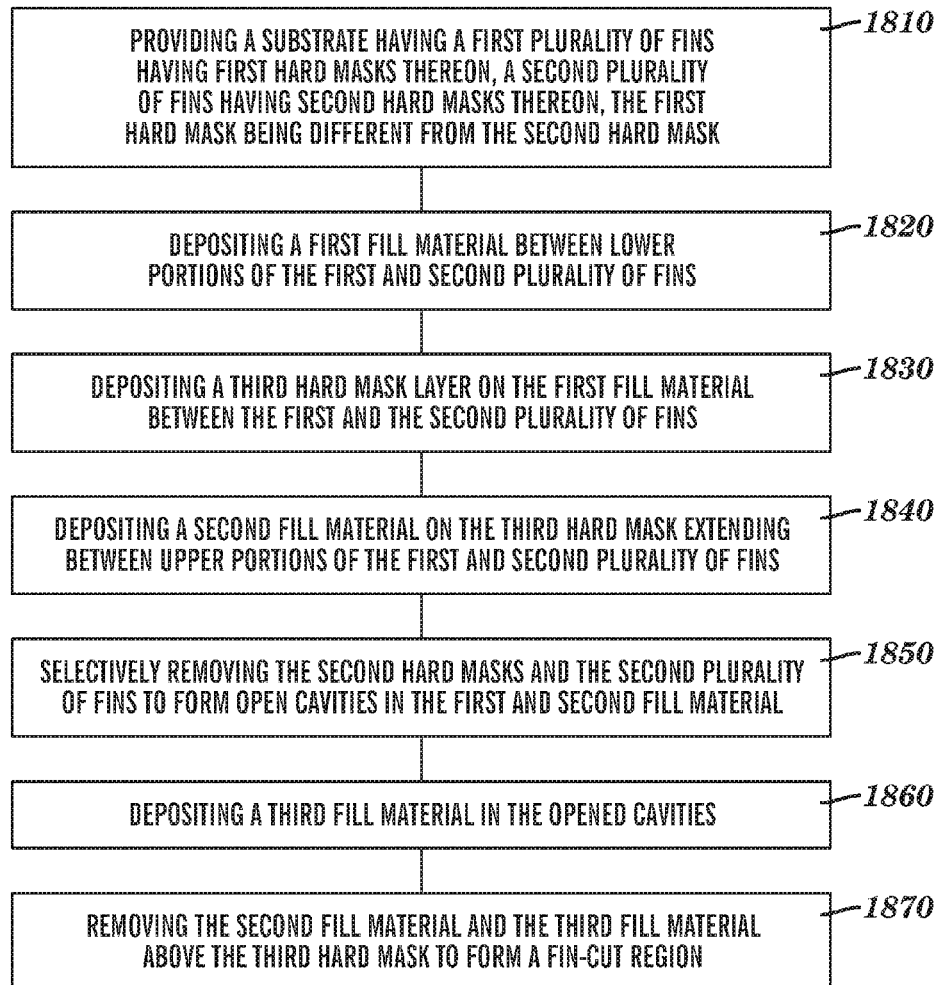 PROVIDING A SUBSTRATE HAVING A FIRST PLURALITY OF FINS
HAVING FIRST HARD MASKS THEREON, A SECOND PLURALITY
OF FINS HAVING SECOND HARD MASKS THEREON, THE FIRST
HARD MASK BEING DIFFERENT FROM THE SECOND HARD MASK
1810
DEPOSITING A FIRST FILL MATERIAL BETWEEN LOWER
PORTIONS OF THE FIRST AND SECOND PLURALITY OF FINS
1820
DEPOSITING A THIRD HARD MASK LAYER ON THE FIRST FILL MATERIAL
BETWEEN THE FIRST AND THE SECOND PLURALITY OF FINS
1830
DEPOSITING A SECOND FILL MATERIAL ON THE THIRD HARD MASK EXTENDING
BETWEEN UPPER PORTIONS OF THE FIRST AND SECOND PLURALITY OF FINS
1840
SELECTIVELY REMOVING THE SECOND HARD MASKS AND THE SECOND PLURALITY
OF FINS TO FORM OPEN CAVITIES IN THE FIRST AND SECOND FILL MATERIAL
1850
DEPOSITING A THIRD FILL MATERIAL IN THE OPENED CAVITIES
1860
REMOVING THE SECOND FILL MATERIAL AND THE THIRD FILL MATERIAL
ABOVE THE THIRD HARD MASK TO FORM A FIN-CUT REGION
1870